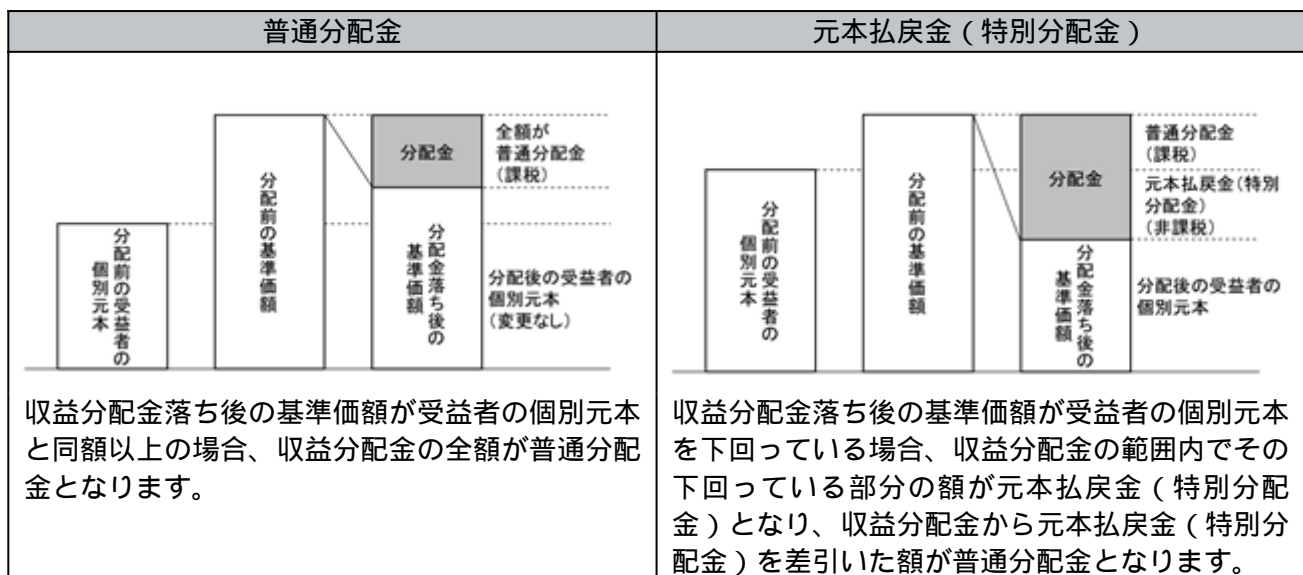 普通分配金
分配前の受益者の
個別元本
分配前の基準価額
分配金
分配金落ち後の
基準価額
全額が
普通分配金
(課税)
分配後の受益者の
個別元本
(変更なし)
収益分配金落ち後の基準価額が受益者の個別元本
と同額以上の場合、収益分配金の全額が普通分配
金となります。
元本払戻金(特別分配金)
分配前の受益者の
個別元本
分配前の基準価額
分配金
分配金落ち後の
基準価額
普通分配金
(課税)
元本払戻金(特別
分配金)
(非課税)
分配後の受益者の
個別元本
収益分配金落ち後の基準価額が受益者の個別元本
を下回っている場合、収益分配金の範囲内でその
下回っている部分の額が元本払戻金(特別分配
金)となり、収益分配金から元本払戻金(特別分
配金)を差引いた額が普通分配金となります。